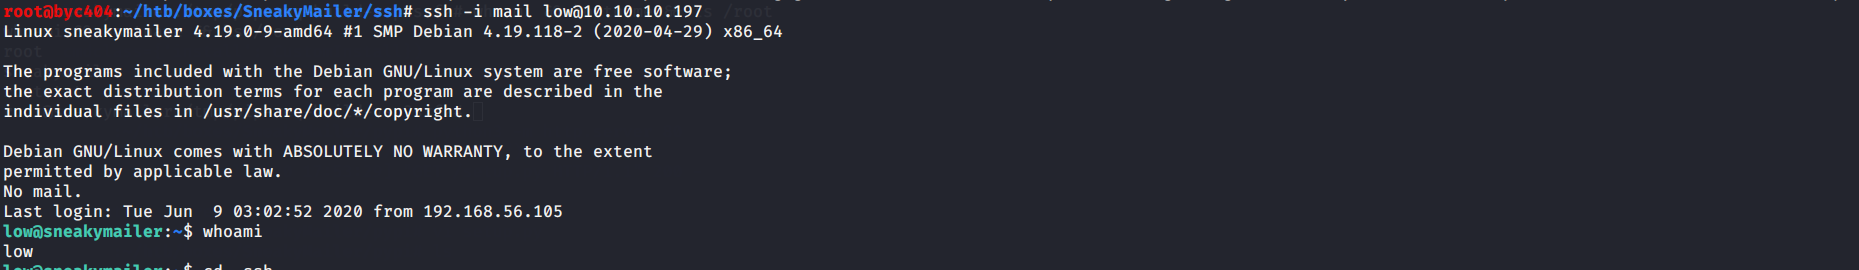 root@byc404:~/htb/boxes/SneakyMailer/ssh# ssh -i mail low@10.10.10.197
Linux sneakymailer 4.19.0-9-amd64 #1 SMP Debian 4.19.118-2 (2020-04-29) x86_64

The programs included with the Debian GNU/Linux system are free software;
the exact distribution terms for each program are described in the
individual files in /usr/share/doc/*/copyright.

Debian GNU/Linux comes with ABSOLUTELY NO WARRANTY, to the extent
permitted by applicable law.
No mail.
Last login: Tue Jun  9 03:02:52 2020 from 192.168.56.105
low@sneakymailer:~$ whoami
low